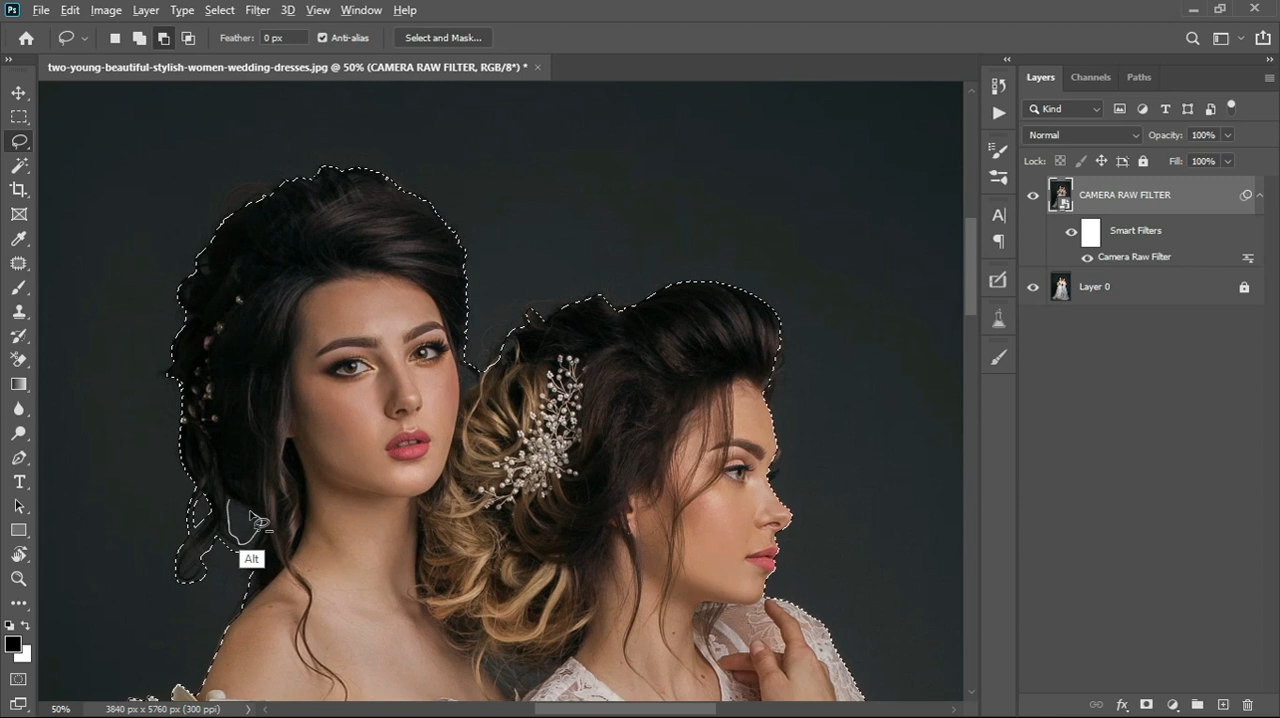 Ps File Edit Image Layer Type Select Filter 3D View Window Help
Feather: 0 px Anti-alias Select and Mask...
two-young-beautiful-stylish-women-wedding-dresses.jpg @ 50% (CAMERA RAW FILTER, RGB/8*) * ×
Layers Channels Paths
Kind
Normal Opacity: 100%
Lock: Fill: 100%
CAMERA RAW FILTER
Smart Filters
Camera Raw Filter
Layer 0
Alt
50% 3840 px x 5760 px (300 ppi)